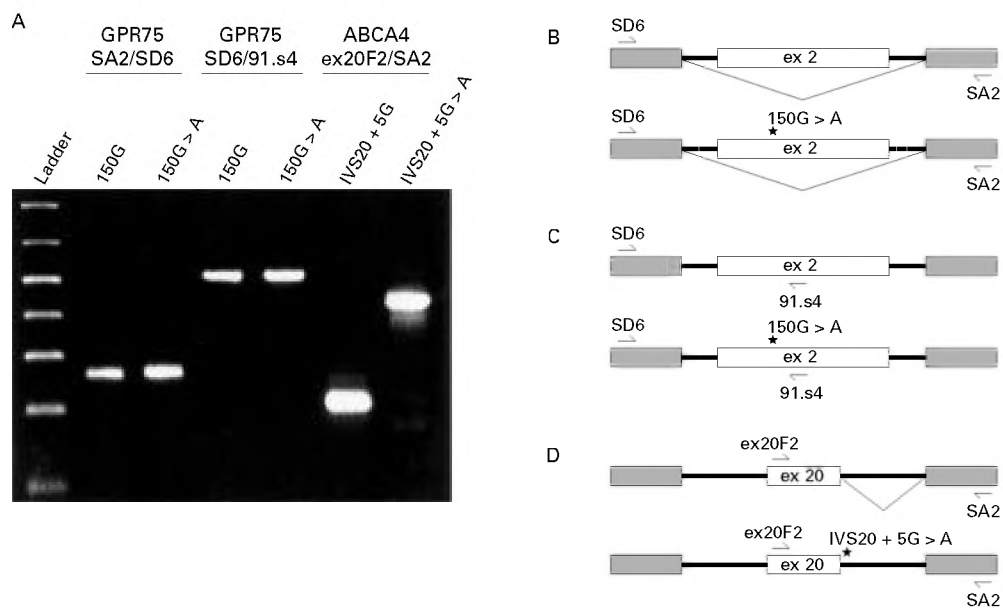 A
GPR75
SA2/SD6
GPR75
SD6/91.s4
ABCA4
ex20F2/SA2
Ladder
150G
150G > A
150G
150G > A
IVS20 + 5G
IVS20 + 5G > A
B
SD6
ex 2
SA2
SD6
150G > A
ex 2
SA2
C
SD6
ex 2
91.s4
SD6
150G > A
ex 2
91.s4
D
ex20F2
ex 20
SA2
ex20F2
IVS20 + 5G > A
ex 20
SA2